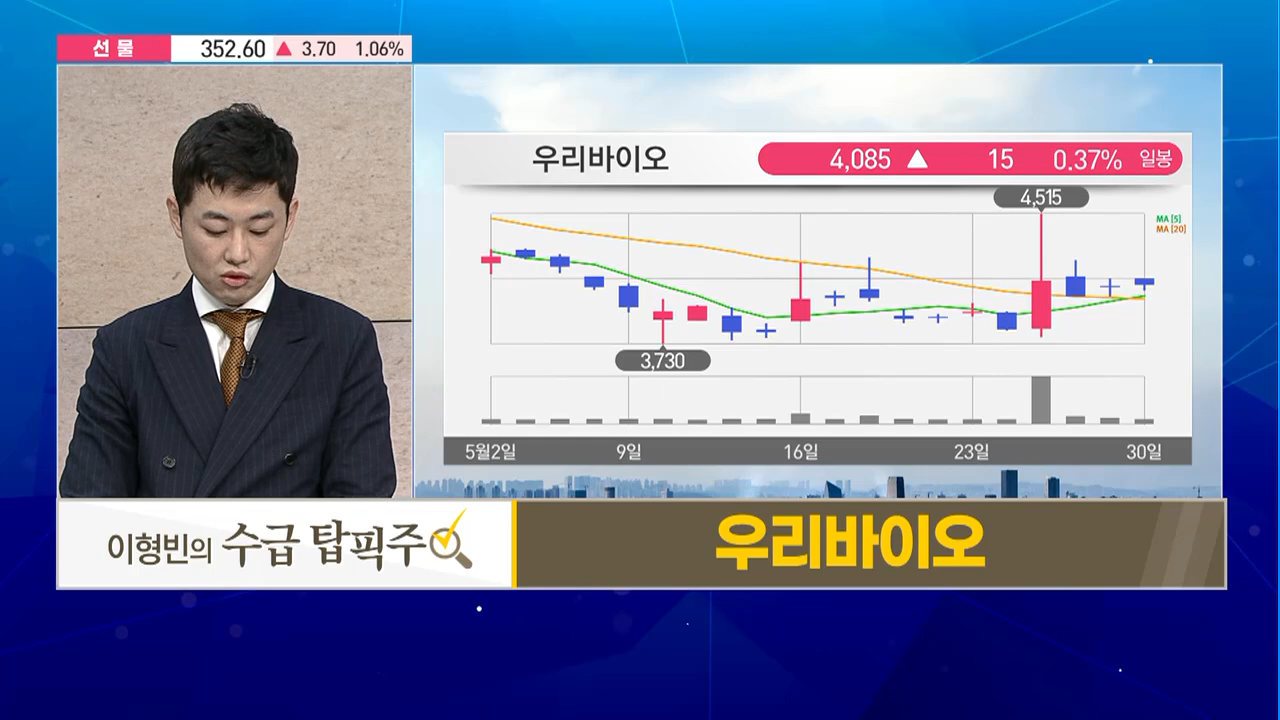 선물 352.60 ▲ 3.70 1.06%
우리바이오 4,085 ▲ 15 0.37% 일봉
4,515
MA [5]
MA [20]
3,730
5월2일 9일 16일 23일 30일
이형빈의 수급 탑픽주
우리바이오